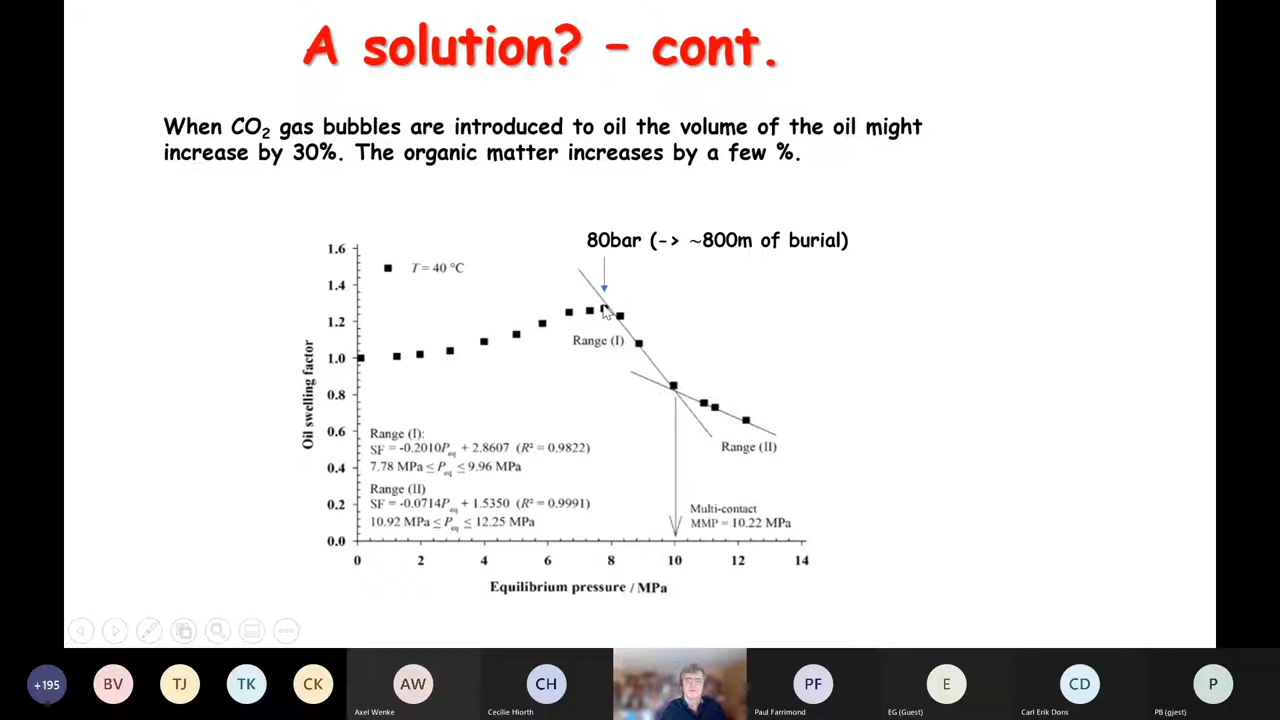 A solution? – cont.
When CO₂ gas bubbles are introduced to oil the volume of the oil might
increase by 30%. The organic matter increases by a few %.
80bar (-> ~800m of burial)
1.6
1.4
1.2
1.0
0.8
0.6
0.4
0.2
0.0
Oil swelling factor
T = 40 °C
Range (I)
Range (II)
Range (I):
SF = -0.2010P_eq + 2.8607 (R² = 0.9822)
7.78 MPa ≤ P_eq ≤ 9.96 MPa
Range (II)
SF = -0.0714P_eq + 1.5350 (R² = 0.9991)
10.92 MPa ≤ P_eq ≤ 12.25 MPa
Multi-contact
MMP = 10.22 MPa
0 2 4 6 8 10 12 14
Equilibrium pressure / MPa
+195 BV TJ TK CK AW CH PF E CD P
Axel Wenke Cecilie Hiorth Paul Farrimond EG (Guest) Carl Erik Dons PB (gjest)